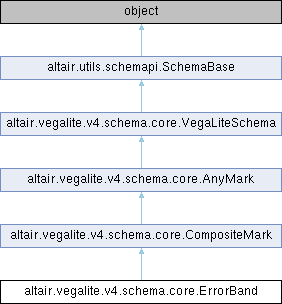 object
altair.utils.schemapi.SchemaBase
altair.vegalite.v4.schema.core.VegaLiteSchema
altair.vegalite.v4.schema.core.AnyMark
altair.vegalite.v4.schema.core.CompositeMark
altair.vegalite.v4.schema.core.ErrorBand